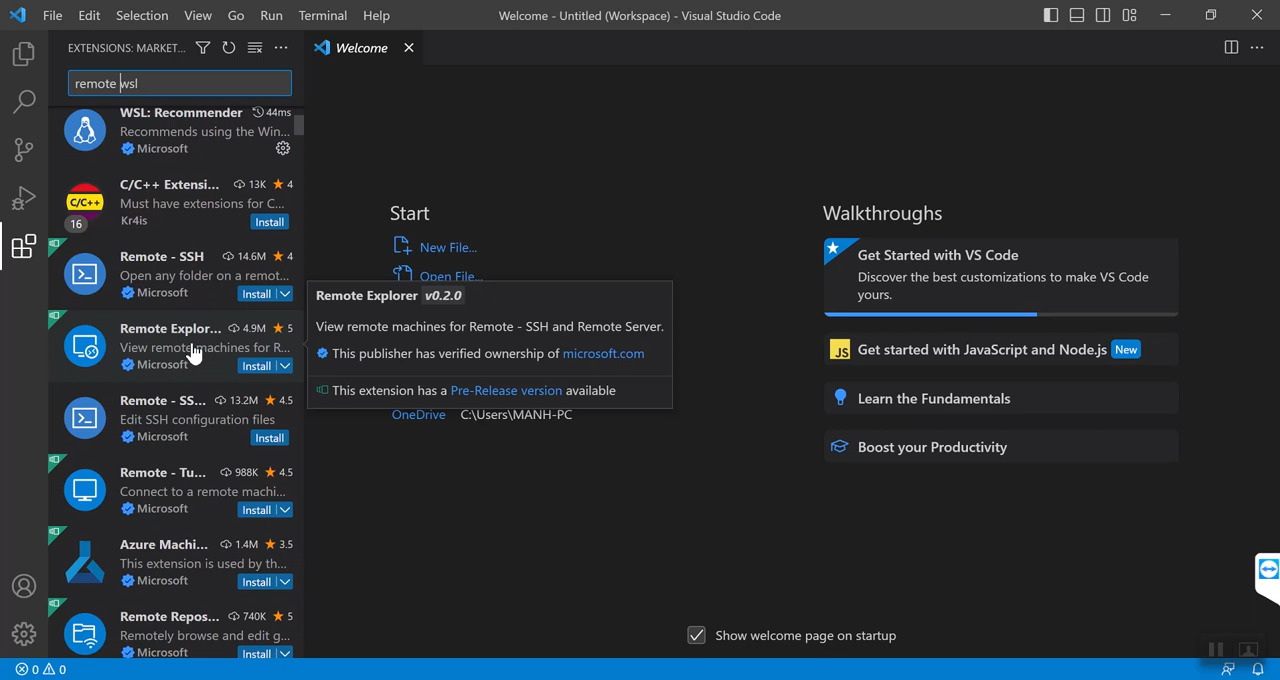 File Edit Selection View Go Run Terminal Help
Welcome - Untitled (Workspace) - Visual Studio Code
EXTENSIONS: MARKET...
Welcome
remote wsl
WSL: Recommender 44ms
Recommends using the Win...
Microsoft
C/C++ Extensi... 13K 4
Must have extensions for C...
Kr4is Install
C/C++
16
Remote - SSH 14.6M 4
Open any folder on a remot...
Microsoft Install
Remote Explor... 4.9M 5
View remote machines for R...
Microsoft Install
Remote - SS... 13.2M 4.5
Edit SSH configuration files
Microsoft Install
Remote - Tu... 988K 4.5
Connect to a remote machi...
Microsoft Install
Azure Machi... 1.4M 3.5
This extension is used by th...
Microsoft Install
Remote Repos... 740K 5
Remotely browse and edit g...
Microsoft Install
Start
New File...
Open File...
Remote Explorer v0.2.0
View remote machines for Remote - SSH and Remote Server.
This publisher has verified ownership of microsoft.com
This extension has a Pre-Release version available
OneDrive C:\Users\MANH-PC
Walkthroughs
Get Started with VS Code
Discover the best customizations to make VS Code
yours.
JS Get started with JavaScript and Node.js New
Learn the Fundamentals
Boost your Productivity
Show welcome page on startup
0 0